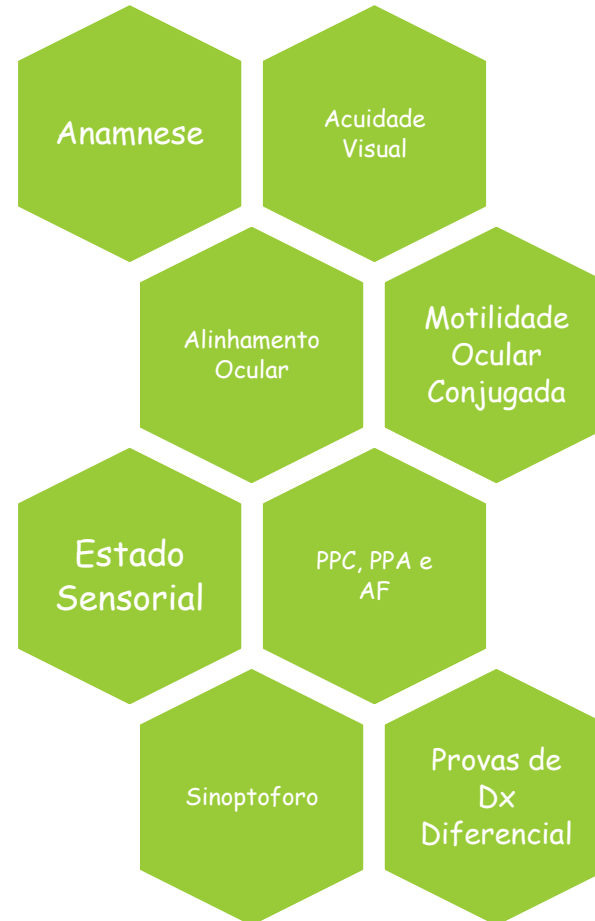 Anamnese
Acuidade
Visual
Alinhamento
Ocular
Motilidade
Ocular
Conjugada
Estado
Sensorial
PPC, PPA e
AF
Sinoptoforo
Provas de
Dx
Diferencial